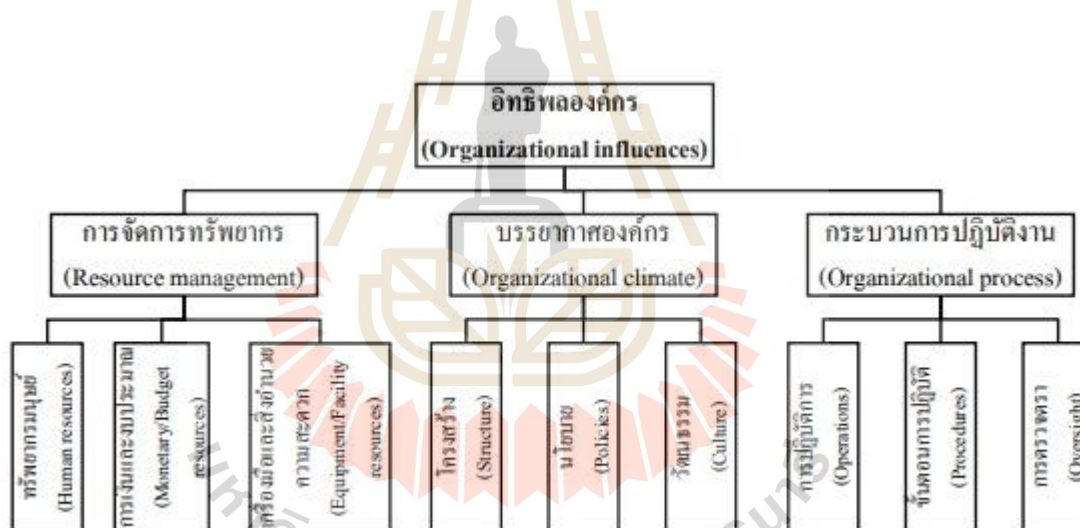 อิทธิพลองค์กร
(Organizational influences)
การจัดการทรัพยากร
(Resource management)
บรรยากาศองค์กร
(Organizational climate)
กระบวนการปฏิบัติงาน
(Organizational process)
ทรัพยากรมนุษย์
(Human resources)
การเงินและงบประมาณ
(Monetary/Budget
resources)
เครื่องมือและสิ่งอำนวย
ความสะดวก
(Equipment/Facility
resources)
โครงสร้าง
(Structure)
นโยบาย
(Policies)
วัฒนธรรม
(Culture)
การปฏิบัติการ
(Operations)
ขั้นตอนการปฏิบัติ
(Procedures)
การตรวจตรา
(Oversight)